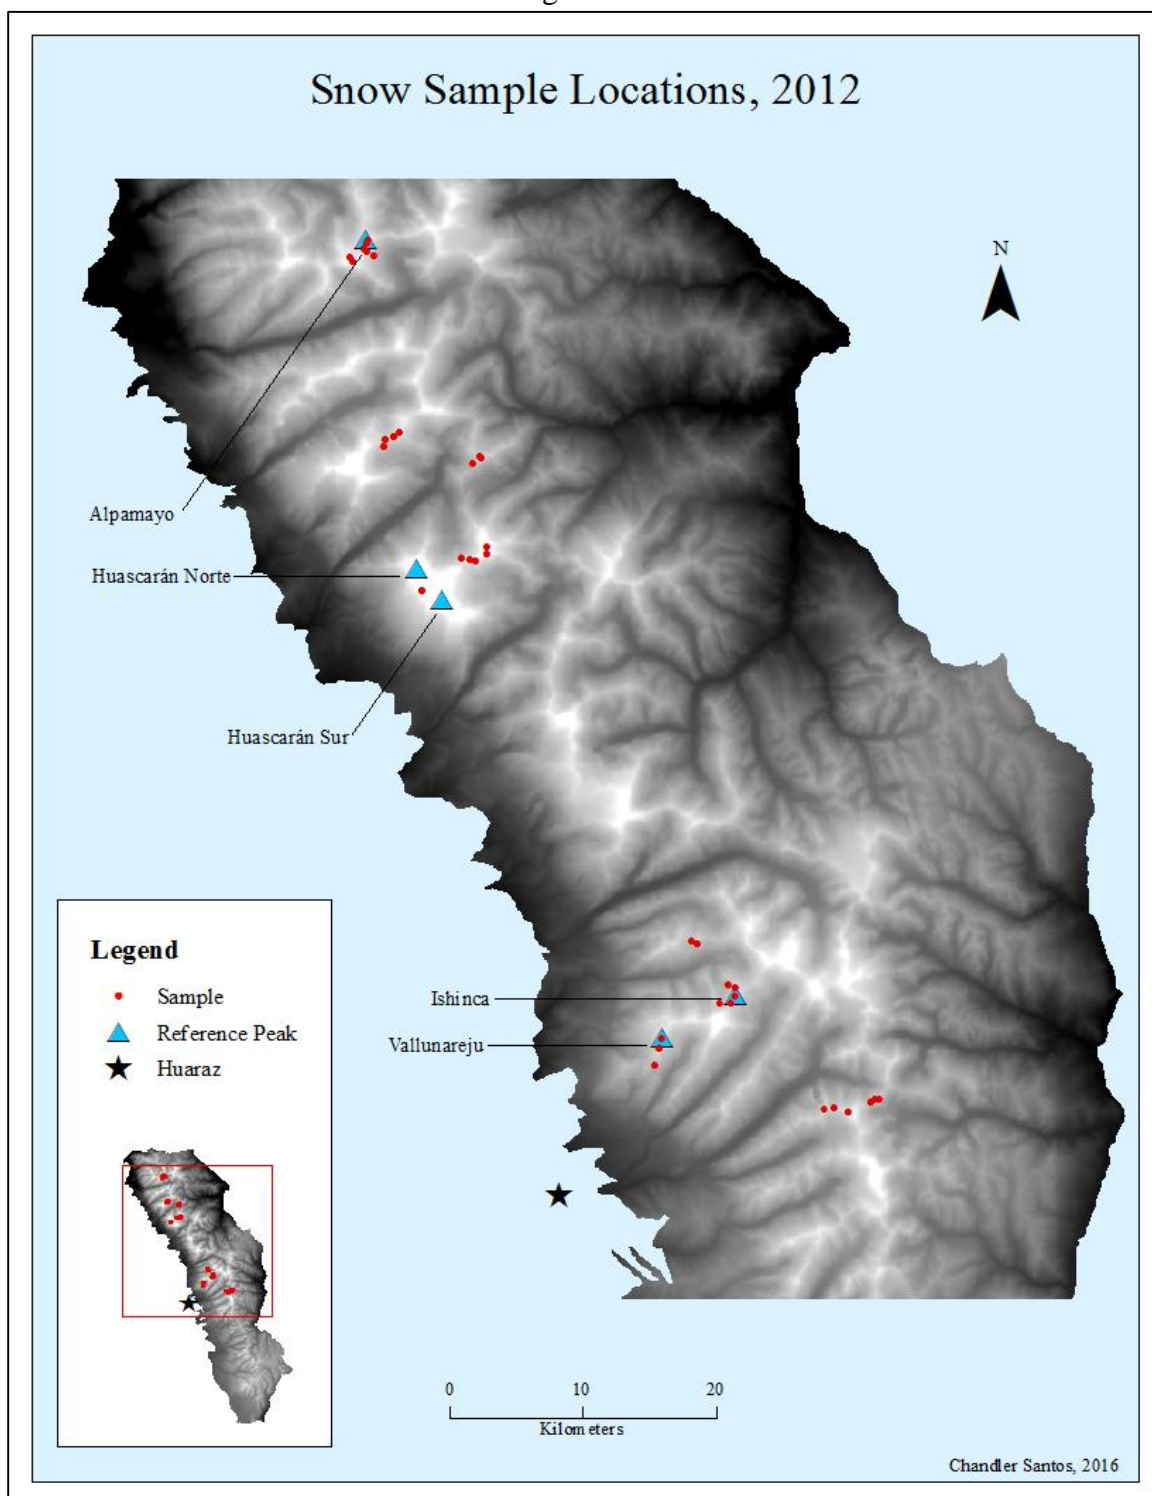 Snow Sample Locations, 2012
N
Alpamayo
Huascarán Norte
Huascarán Sur
Ishinca
Vallunareju
Legend
Sample
Reference Peak
Huaraz
0 10 20
Kilometers
Chandler Santos, 2016